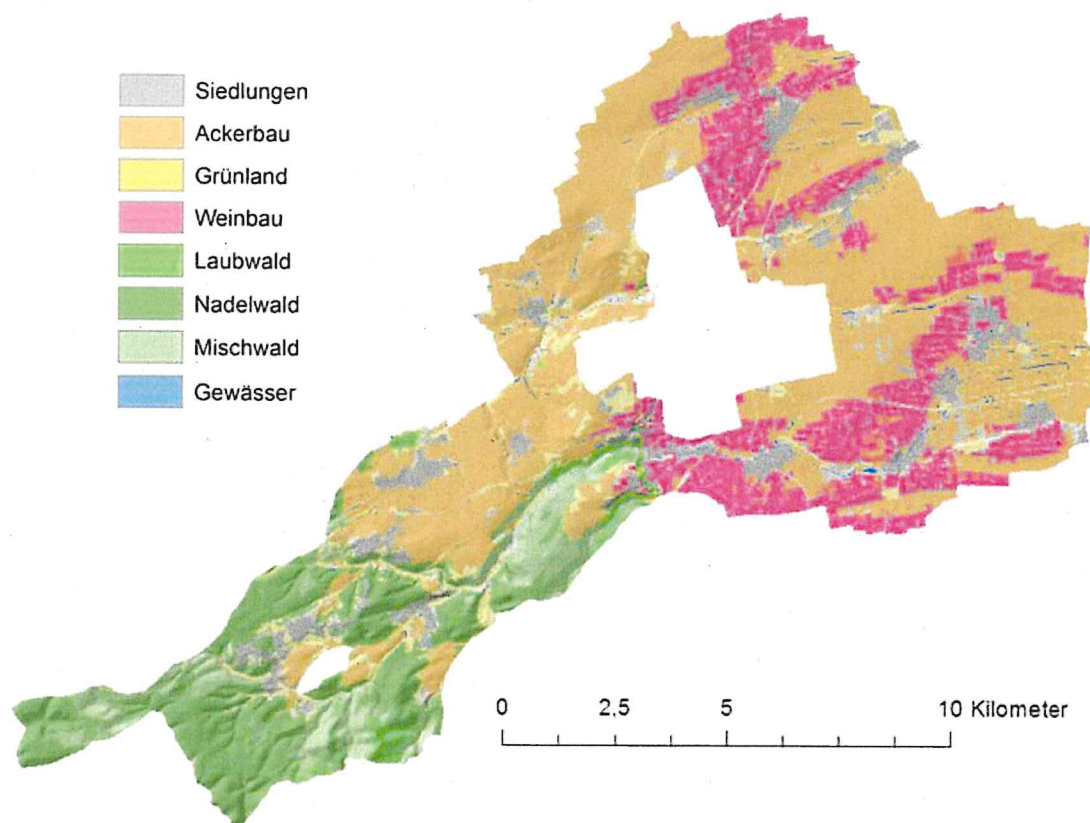 Siedlungen
Ackerbau
Grünland
Weinbau
Laubwald
Nadelwald
Mischwald
Gewässer
0 2,5 5 10 Kilometer